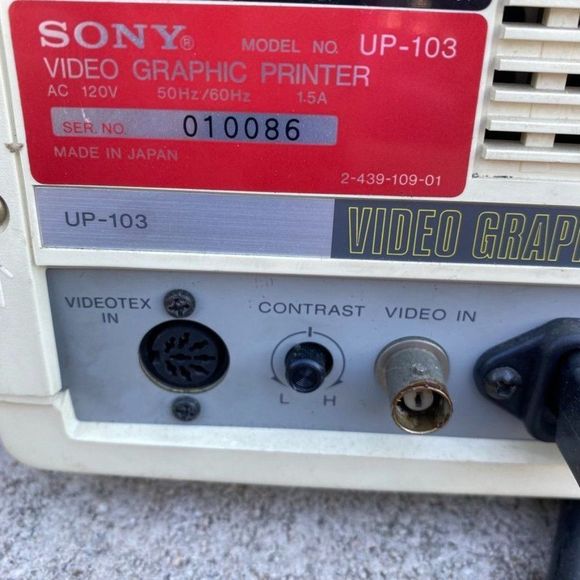 SONY® MODEL NO. UP-103
VIDEO GRAPHIC PRINTER
AC 120V 50Hz/60Hz 1.5A
SER. NO. 010086
MADE IN JAPAN 2-439-109-01
UP-103 VIDEO GRAP
VIDEOTEX IN
CONTRAST
L H
VIDEO IN